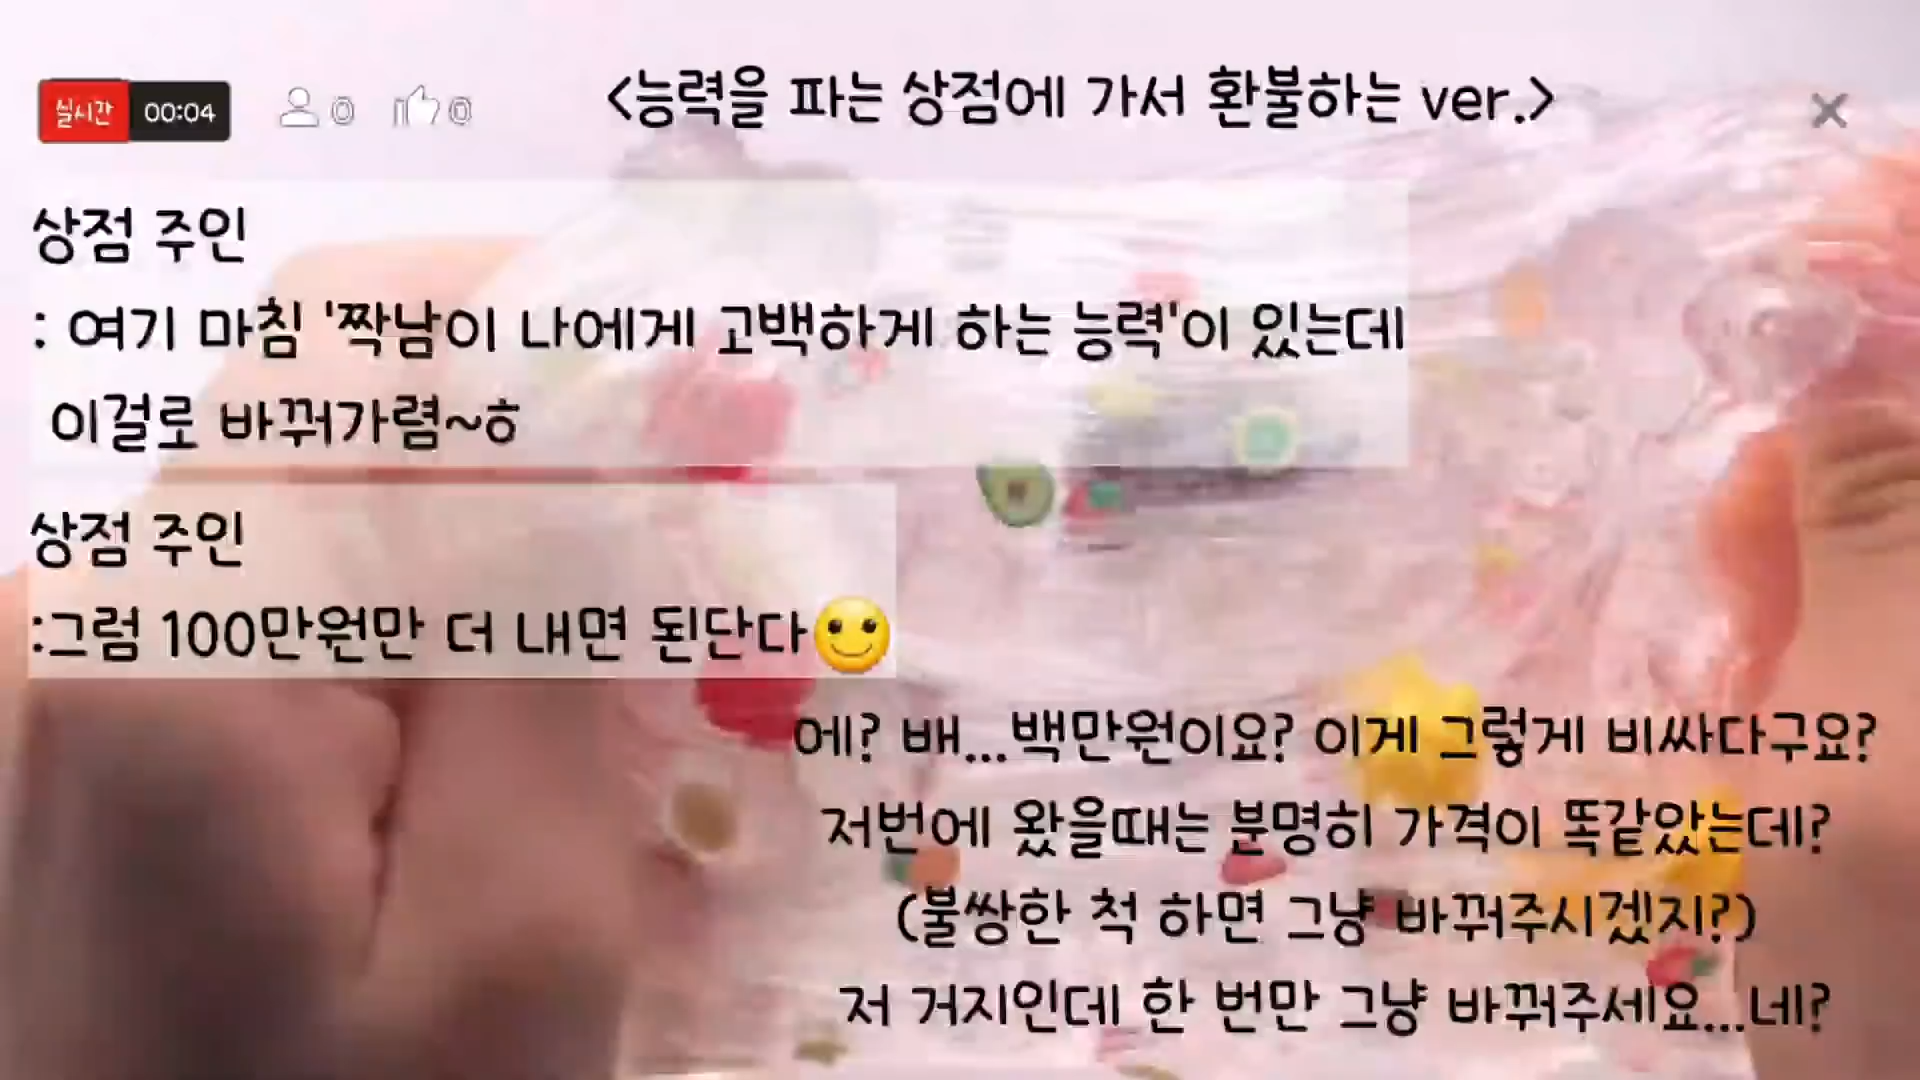 실시간 00:04 0 0 <능력을 파는 상점에 가서 환불하는 ver.>
상점 주인
: 여기 마침 '짝남이 나에게 고백하게 하는 능력'이 있는데
이걸로 바꿔가렴~ㅎ
상점 주인
:그럼 100만원만 더 내면 된단다🙂
에? 배...백만원이요? 이게 그렇게 비싸다구요?
저번에 왔을때는 분명히 가격이 똑같았는데?
(불쌍한 척 하면 그냥 바꿔주시겠지?)
저 거지인데 한 번만 그냥 바꿔주세요...네?